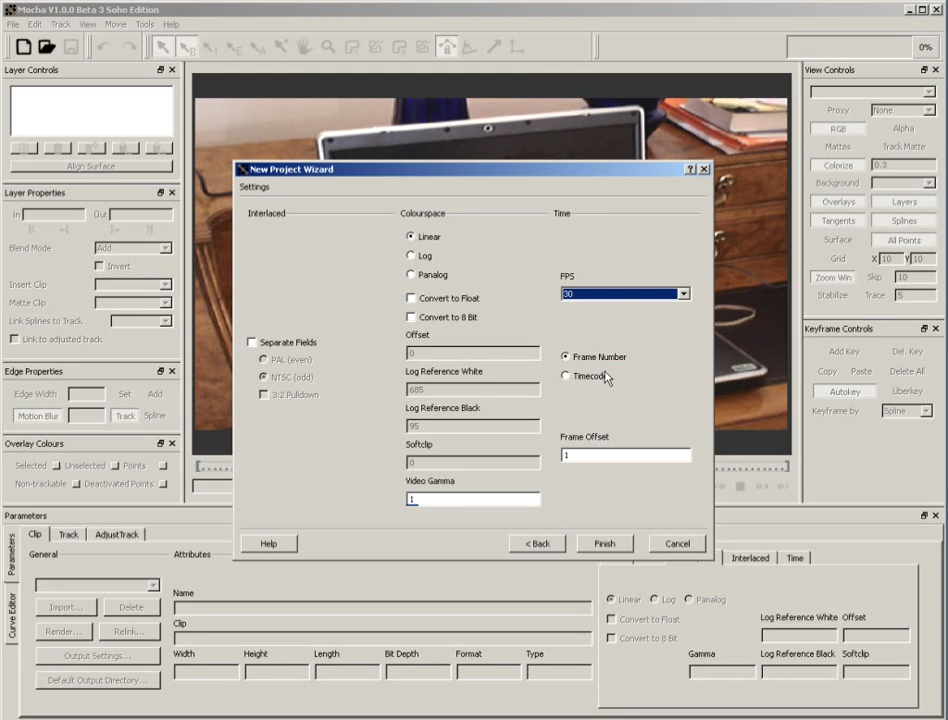 Mocha V1.0.0 Beta 3 Soho Edition
File Edit Track View Movie Tools Help
0%
Layer Controls
Align Surface
Layer Properties
In Out
Blend Mode Add
Invert
Insert Clip
Matte Clip
Link Splines to Track
Link to adjusted track
Edge Properties
Edge Width Set Add
Motion Blur Track Spline
Overlay Colours
Selected Unselected Points
Non-trackable Deactivated Points
New Project Wizard
Settings
Interlaced
Separate Fields
PAL (even)
NTSC (odd)
3:2 Pulldown
Colourspace
Linear
Log
Panalog
Convert to Float
Convert to 8 Bit
Offset
0
Log Reference White
685
Log Reference Black
95
Softclip
0
Video Gamma
1
Time
FPS
30
Frame Number
Timecode
Frame Offset
1
Help < Back Finish Cancel
View Controls
Proxy None
RGB Alpha
Mattes Track Matte
Colorize 0.3
Background
Overlays Layers
Tangents Splines
Surface All Points
Grid X 10 Y 10
Zoom Win Skip 10
Stabilize Trace 5
Keyframe Controls
Add Key Del. Key
Copy Paste Delete All
Autokey Überkey
Keyframe by Spline
Parameters
Parameters
Curve Editor
Clip Track AdjustTrack
General
Import... Delete
Render... Relink...
Output Settings...
Default Output Directory...
Attributes
Name
Clip
Width Height Length Bit Depth Format Type
Interlaced Time
Linear Log Panalog
Convert to Float
Convert to 8 Bit
Log Reference White Offset
Gamma Log Reference Black Softclip